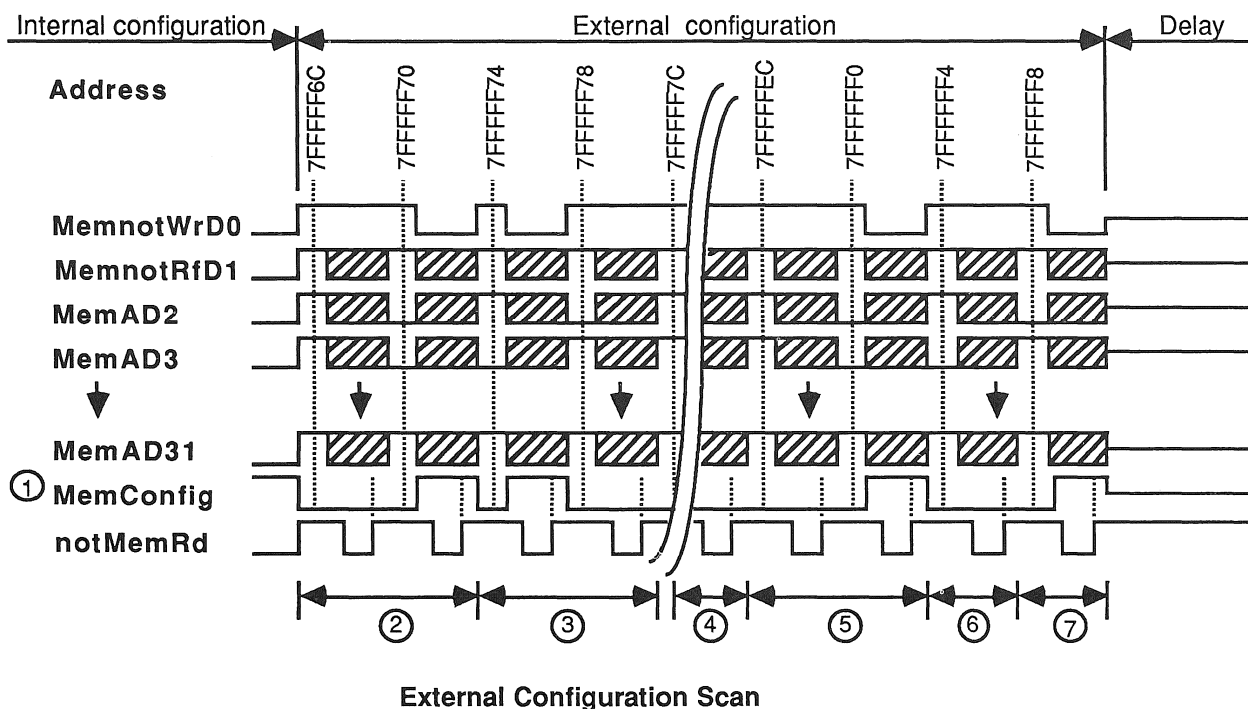 Internal configuration External configuration Delay
Address
7FFFFF6C
7FFFFF70
7FFFFF74
7FFFFF78
7FFFFF7C
7FFFFFEC
7FFFFFF0
7FFFFFF4
7FFFFFF8
MemnotWrD0
MemnotRfD1
MemAD2
MemAD3
MemAD31
1 MemConfig
notMemRd
2 3 4 5 6 7
External Configuration Scan